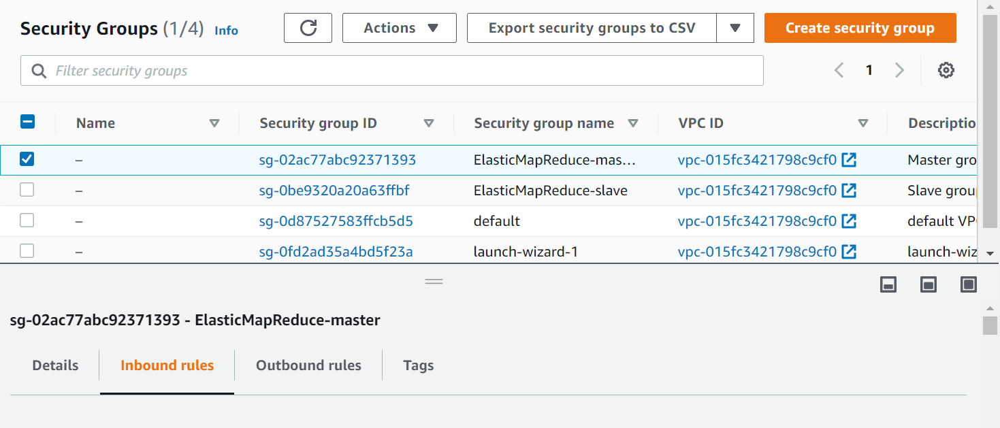 Security Groups (1/4) Info Actions Export security groups to CSV Create security group
Filter security groups 1
Name Security group ID Security group name VPC ID Descriptio
– sg-02ac77abc92371393 ElasticMapReduce-mas... vpc-015fc3421798c9cf0 Master gro
– sg-0be9320a20a63ffbf ElasticMapReduce-slave vpc-015fc3421798c9cf0 Slave grou
– sg-0d87527583ffcb5d5 default vpc-015fc3421798c9cf0 default VP
– sg-0fd2ad35a4bd5f23a launch-wizard-1 vpc-015fc3421798c9cf0 launch-wiz
sg-02ac77abc92371393 - ElasticMapReduce-master
Details Inbound rules Outbound rules Tags